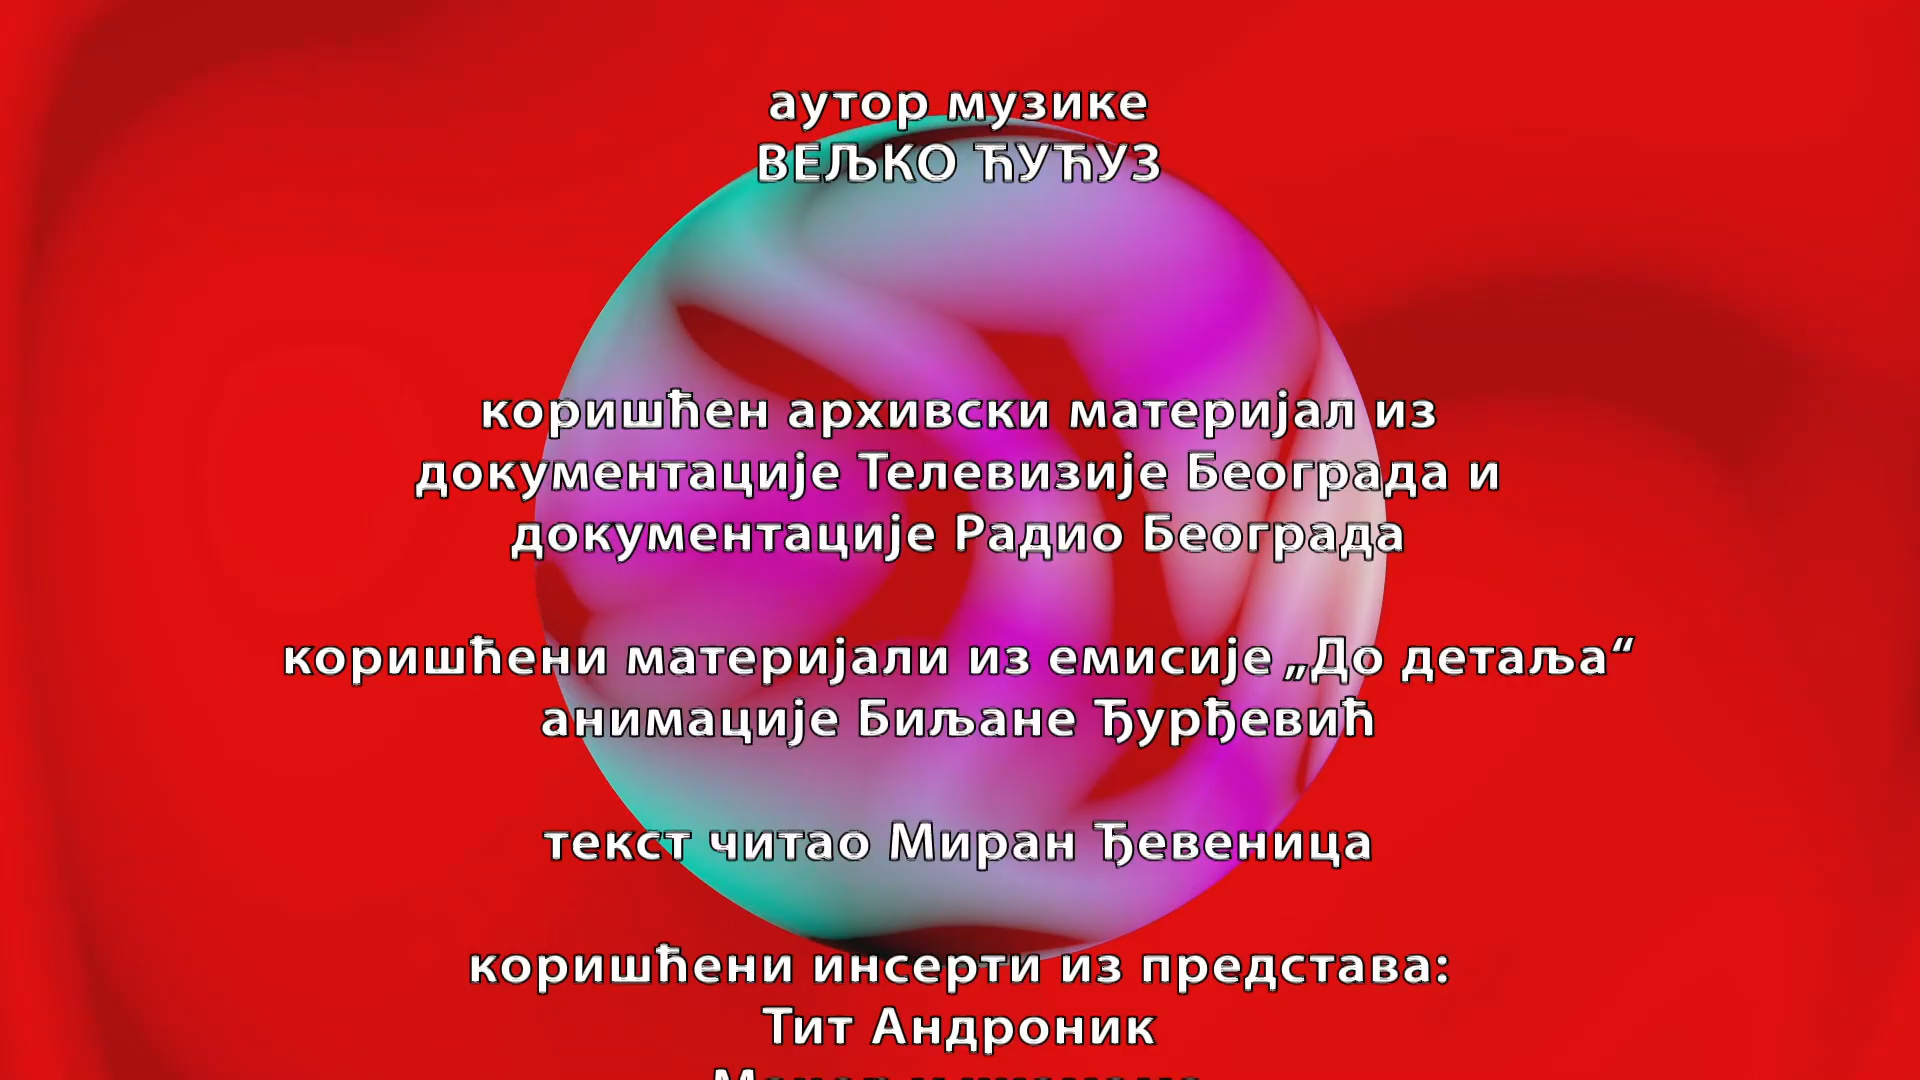 аутор музике
ВЕЉКО ЋУЋУЗ
коришћен архивски материјал из
документације Телевизије Београда и
документације Радио Београда
коришћени материјали из емисије „До детаља“
анимације Биљане Ђурђевић
текст читао Миран Ђевеница
коришћени инсерти из представа:
Тит Андроник